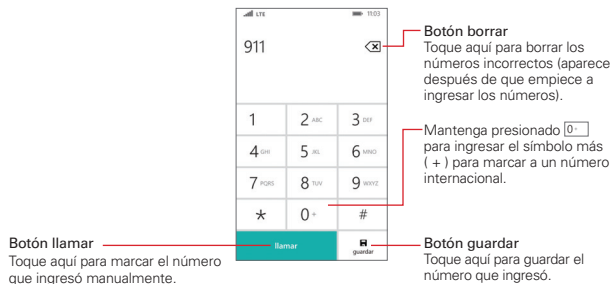 LTE 11:03
911
1 2 ABC 3 DEF
4 GHI 5 JKL 6 MNO
7 PQRS 8 TUV 9 WXYZ
* 0 + #
llamar guardar
Botón borrar
Toque aquí para borrar los
números incorrectos (aparece
después de que empiece a
ingresar los números).
Mantenga presionado 0+
para ingresar el símbolo más
( + ) para marcar a un número
internacional.
Botón llamar
Toque aquí para marcar el número
que ingresó manualmente.
Botón guardar
Toque aquí para guardar el
número que ingresó.